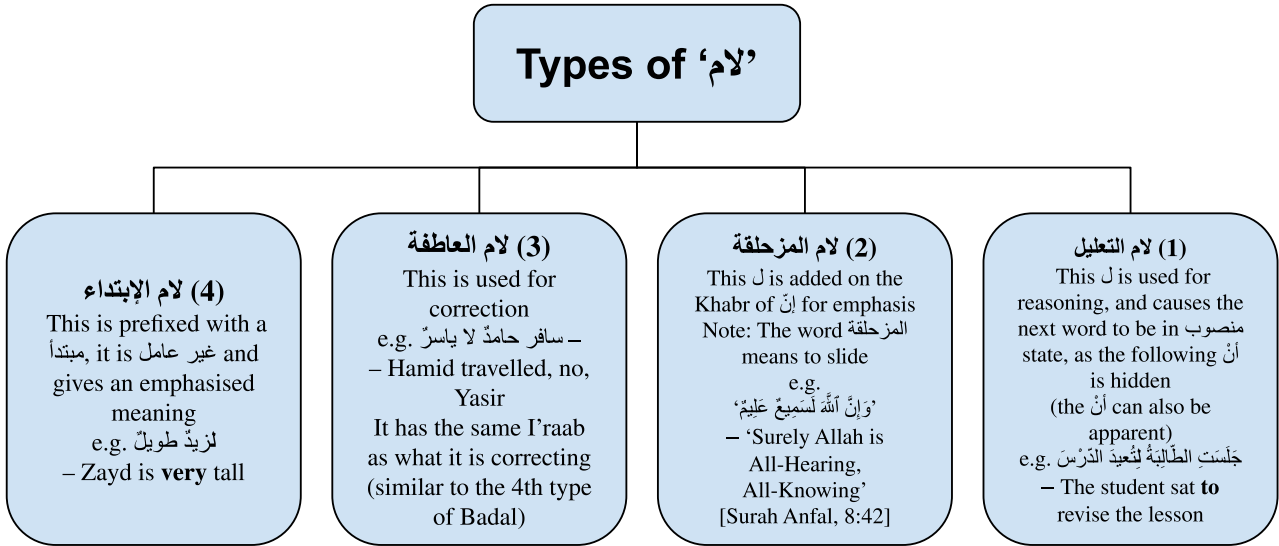 Types of ‘لام’
(1) لام التعليل
This ل is used for
reasoning, and causes the
next word to be in منصوب
state, as the following أنْ
is hidden
(the أنْ can also be
apparent)
e.g. جَلَسَتِ الطَّالِبَةُ لِتُعيدَ الدَّرْسَ
– The student sat to
revise the lesson
(2) لام المزحلقة
This ل is added on the
Khabr of إنّ for emphasis
Note: The word المزحلقة
means to slide
e.g.
‘وَإِنَّ ٱللَّهَ لَسَمِيعٌ عَلِيمٌ’
– ‘Surely Allah is
All-Hearing,
All-Knowing’
[Surah Anfal, 8:42]
(3) لام العاطفة
This is used for
correction
e.g. سافر حامدٌ لا ياسرٌ –
– Hamid travelled, no,
Yasir
It has the same I’raab
as what it is correcting
(similar to the 4th type
of Badal)
(4) لام الإبتداء
This is prefixed with a
مبتدأ, it is غير عامل and
gives an emphasised
meaning
e.g. لزيدٌ طويلٌ
– Zayd is very tall